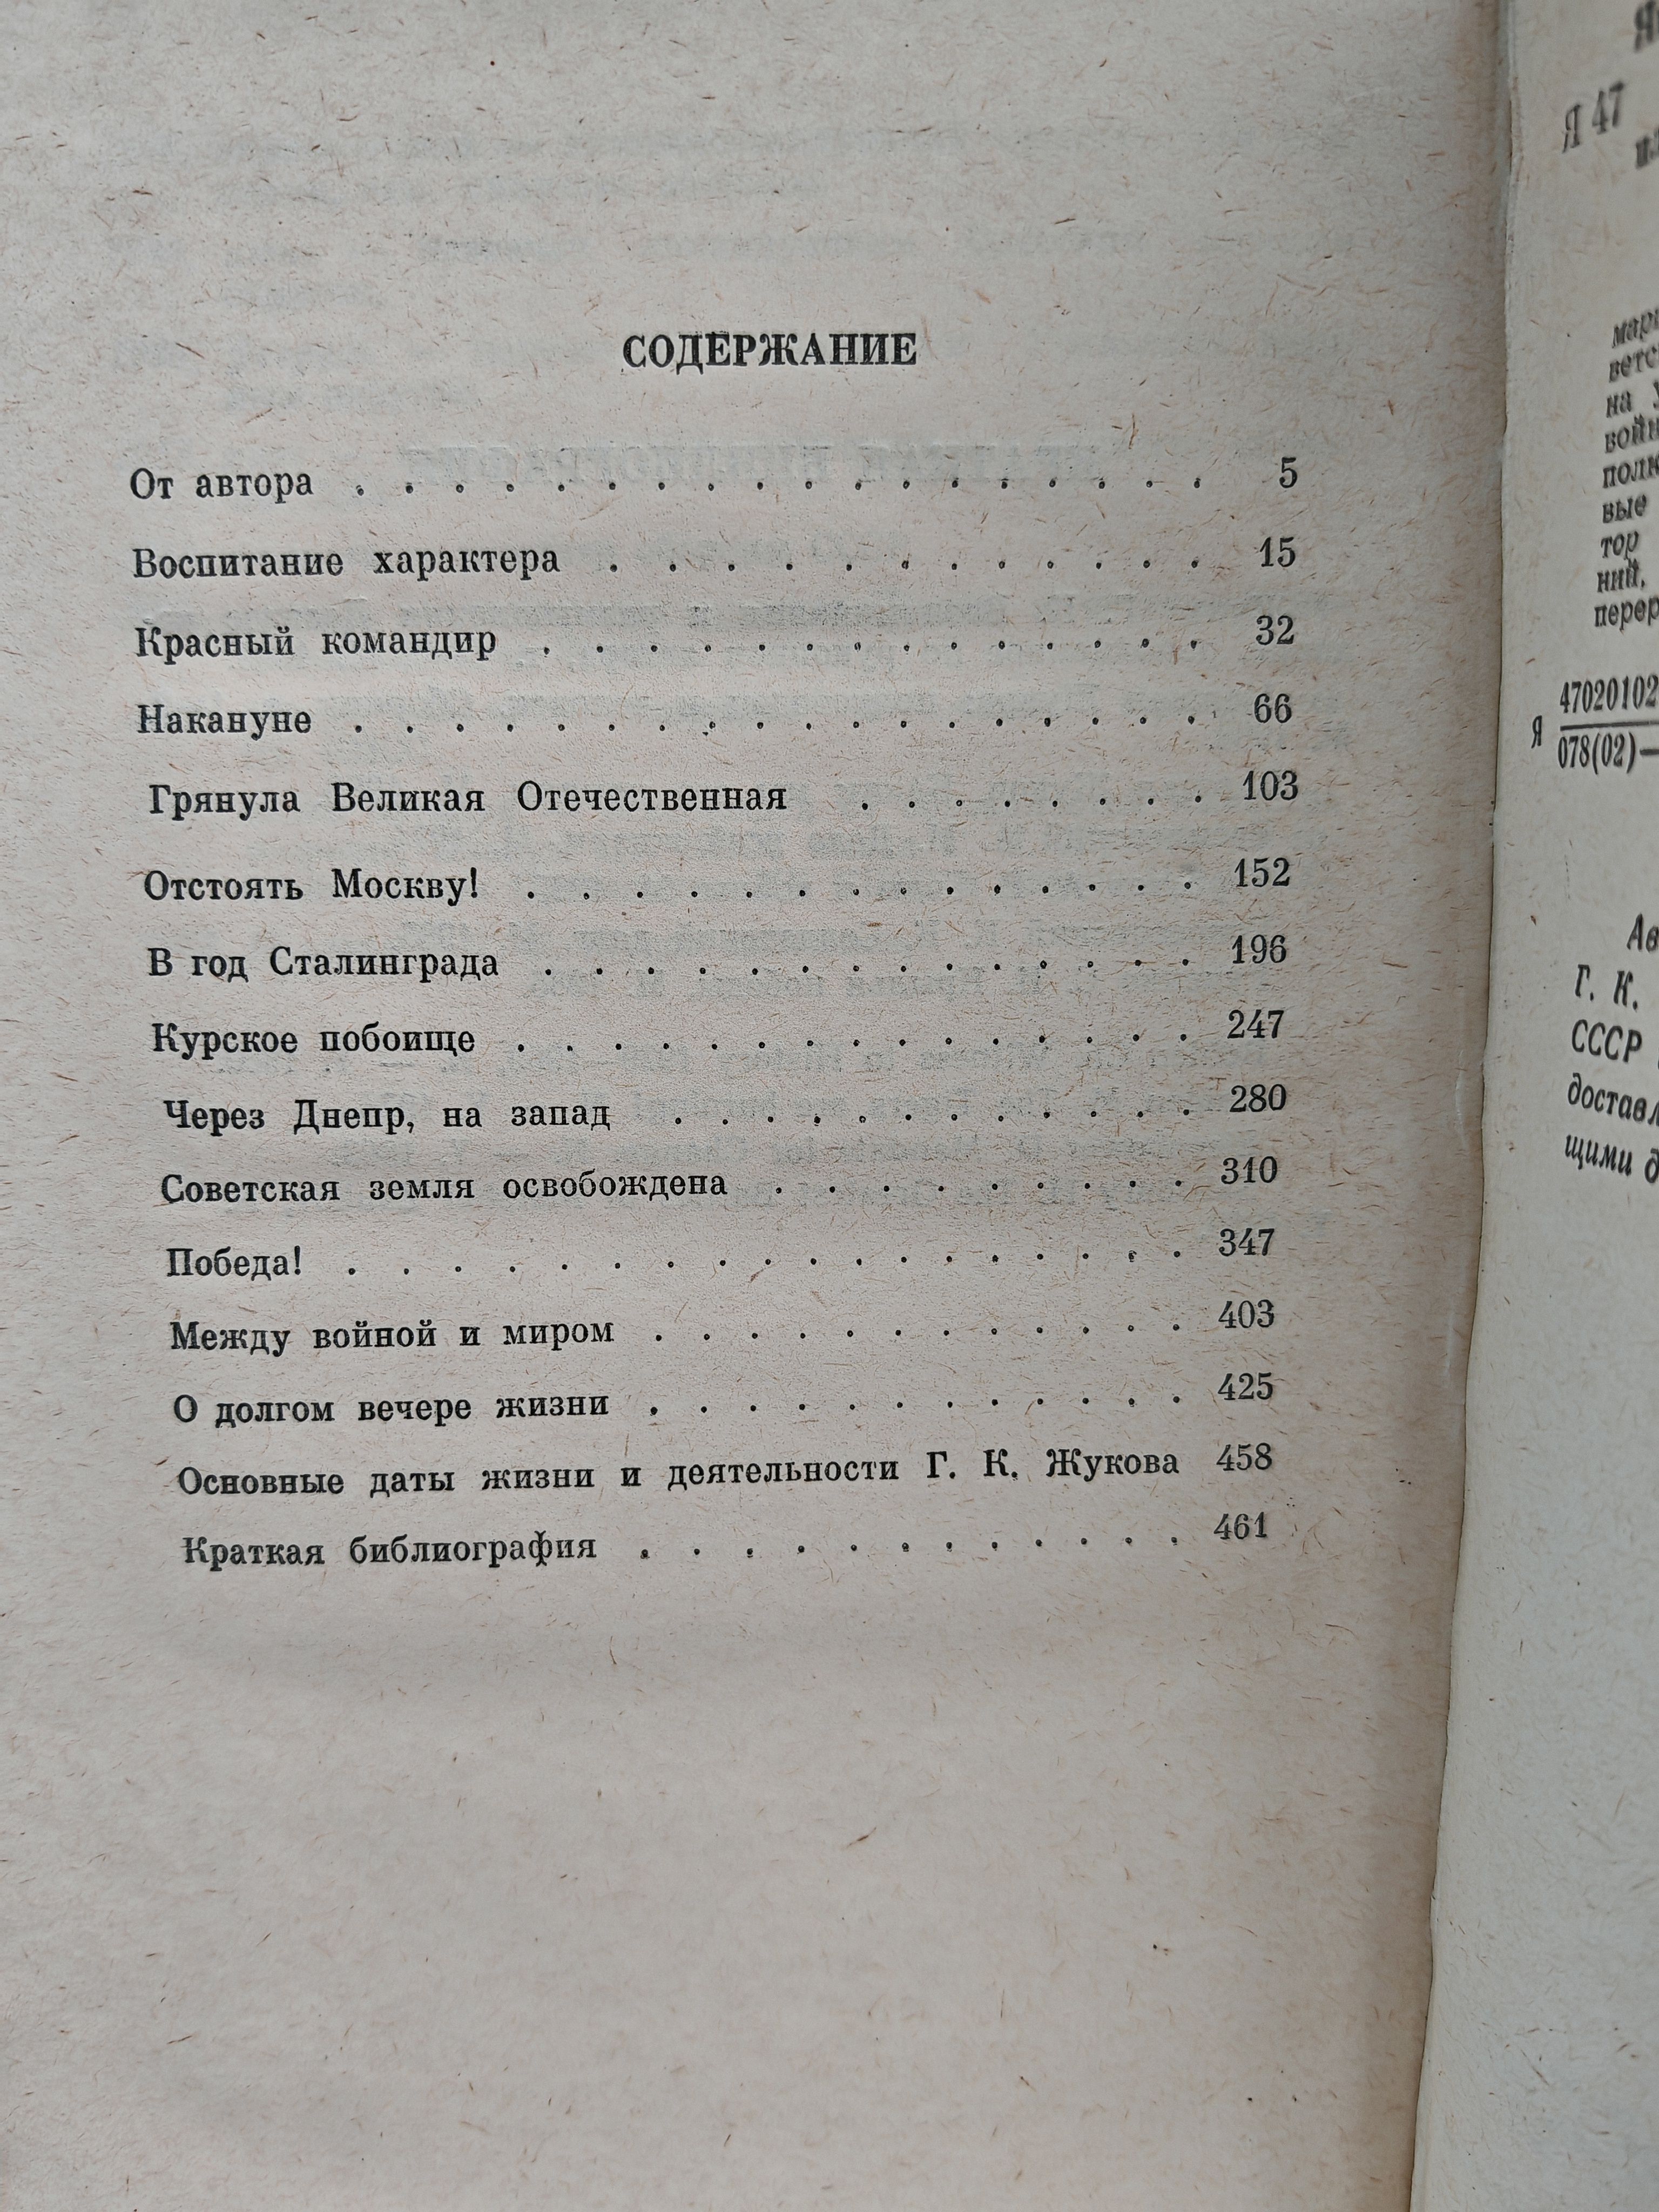 СОДЕРЖАНИЕ
От автора . . . . . . . . . . . . . . . . . 5
Воспитание характера . . . . . . . . . . . 15
Красный командир . . . . . . . . . . . . . 32
Накануне . . . . . . . . . . . . . . . . . 66
Грянула Великая Отечественная . . . . . . . 103
Отстоять Москву! . . . . . . . . . . . . . 152
В год Сталинграда . . . . . . . . . . . . . 196
Курское побоище . . . . . . . . . . . . . . 247
Через Днепр, на запад . . . . . . . . . . . 280
Советская земля освобождена . . . . . . . . . 310
Победа! . . . . . . . . . . . . . . . . . 347
Между войной и миром . . . . . . . . . . . . 403
О долгом вечере жизни . . . . . . . . . . . . 425
Основные даты жизни и деятельности Г. К. Жукова 458
Краткая библиография . . . . . . . . . . . 461
Я 47
на
вые
тор
ний,
47020102
Я
078(02)—
Г. К.
СССР
щими